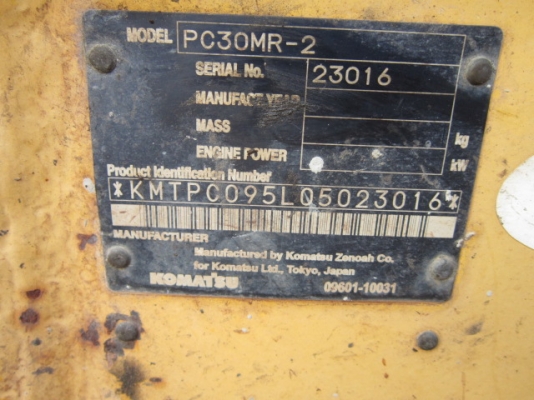 MODEL PC30MR-2
SERIAL No. 23016
MANUFACT.YEAR
MASS kg
ENGINE POWER kW
Product Identification Number
*KMTPC095L05023016*
MANUFACTURER
Manufactured by Komatsu Zenoah Co.
for Komatsu Ltd., Tokyo, Japan
KOMATSU 09601-10031